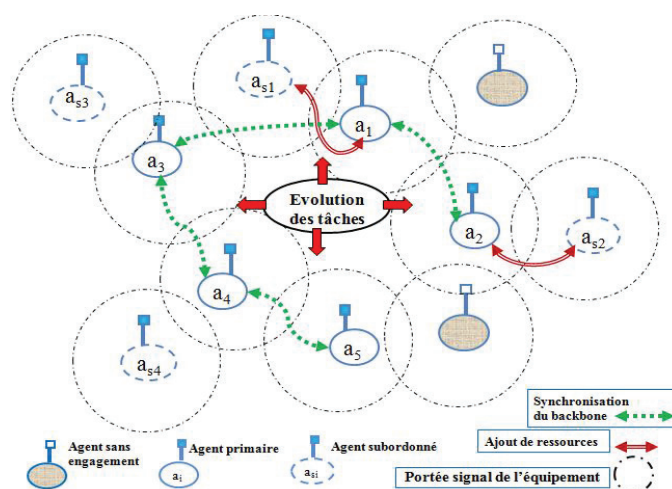 a_s3
a_s1
a_1
a_3
Evolution
des tâches
a_2
a_s2
a_4
a_s4
a_5
Synchronisation
du backbone
Ajout de ressources
Portée signal de l'équipement
Agent sans
engagement
Agent primaire
a_i
Agent subordonné
a_si